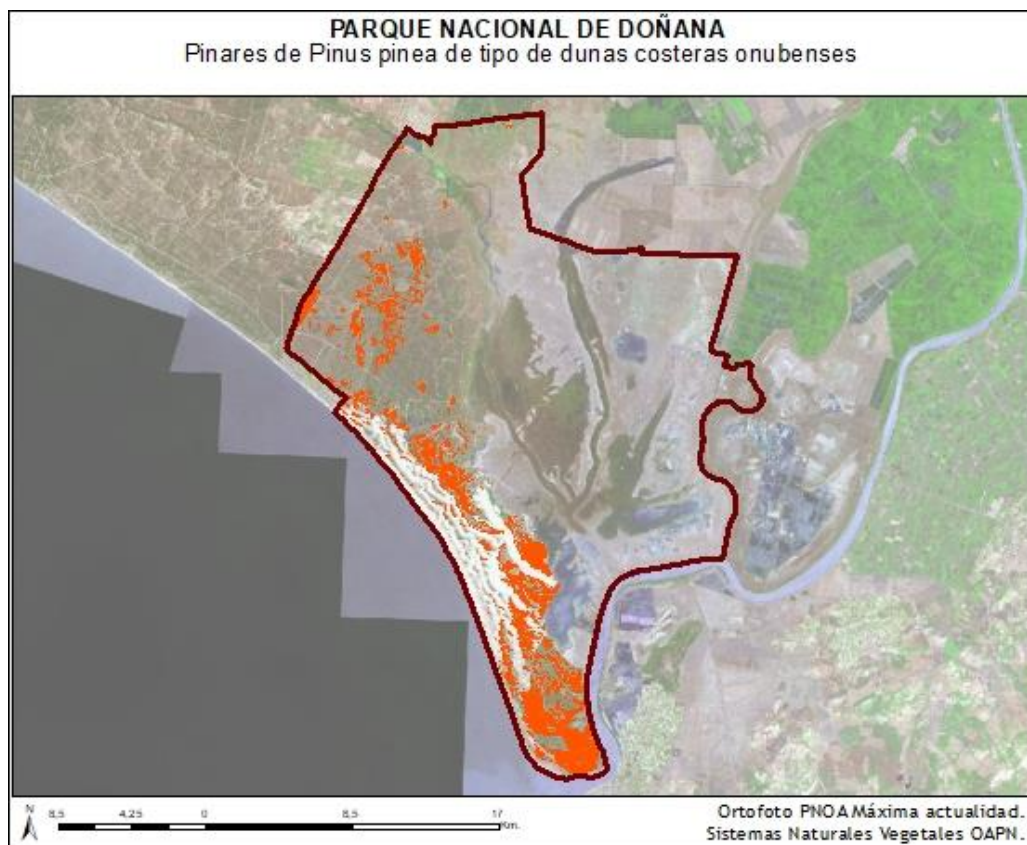 PARQUE NACIONAL DE DOÑANA
Pinares de Pinus pinea de tipo de dunas costeras onubenses
N
8,5 4,25 0 8,5 17
Km.
Ortofoto PNOA Máxima actualidad.
Sistemas Naturales Vegetales OAPN.